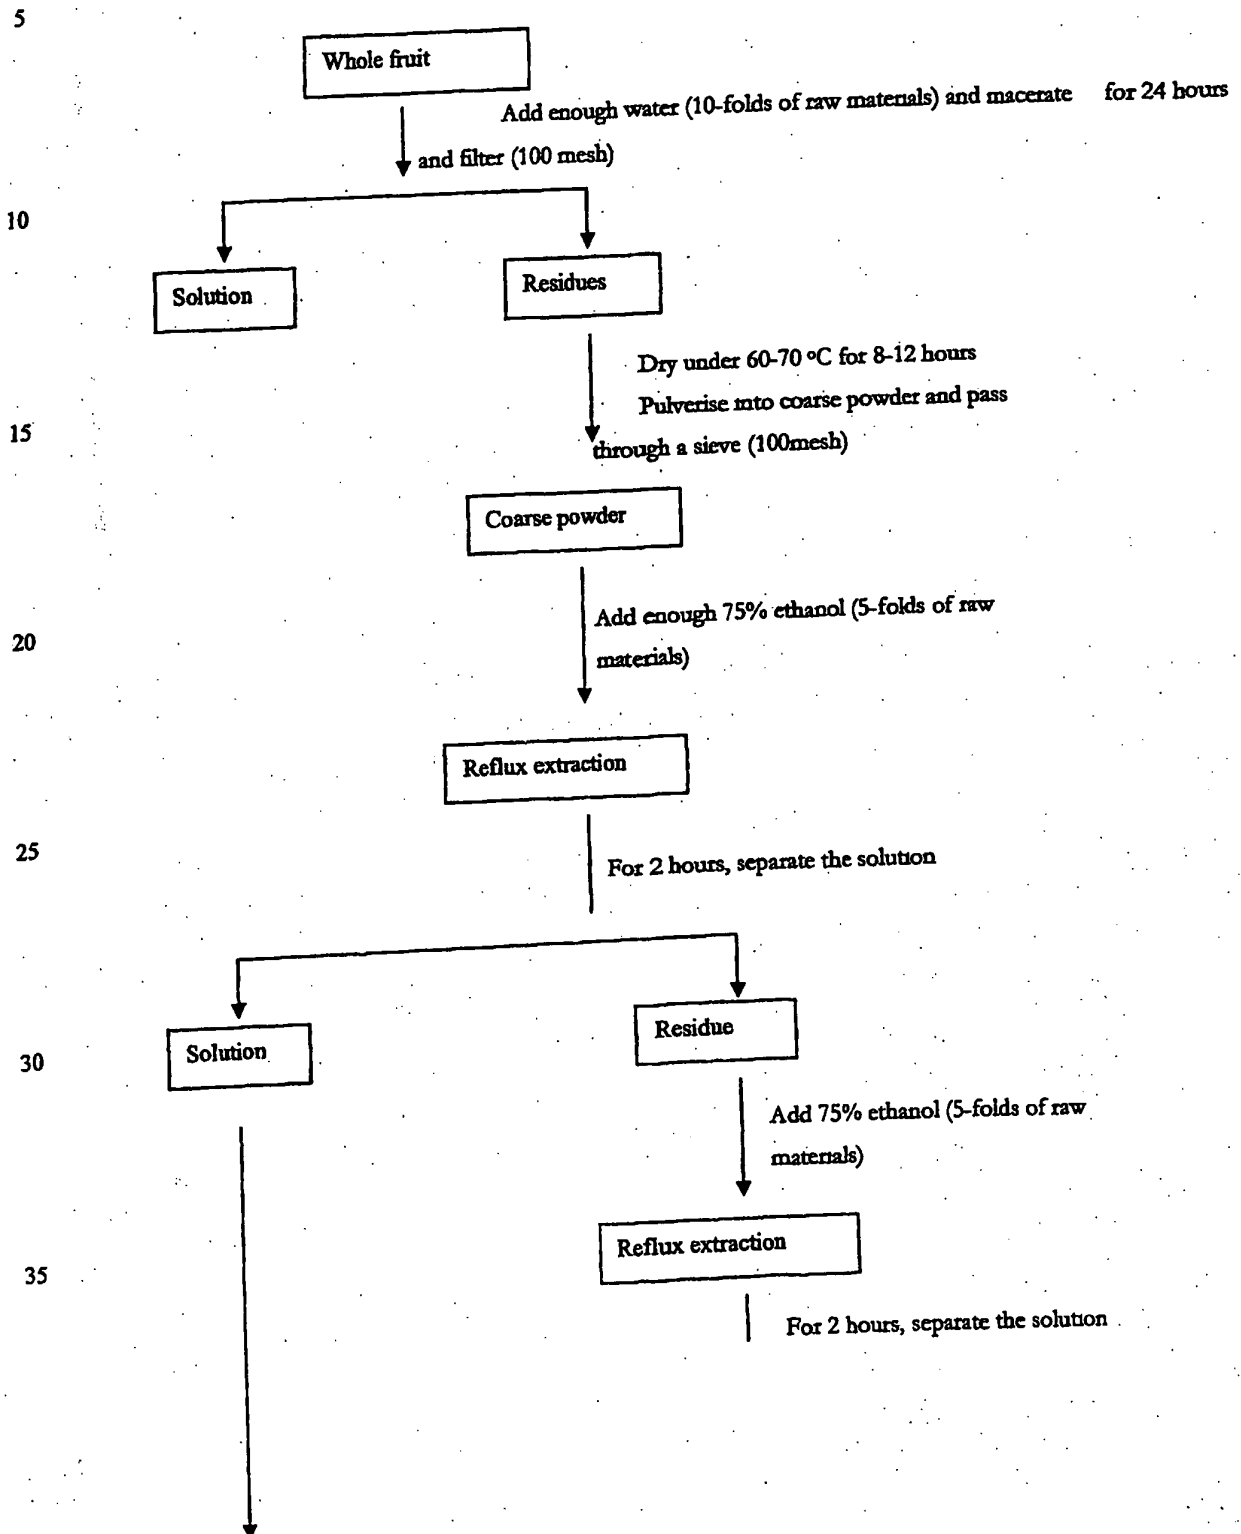 5
Whole fruit
Add enough water (10-folds of raw materials) and macerate for 24 hours
and filter (100 mesh)
10
Solution
Residues
Dry under 60-70 °C for 8-12 hours
Pulverise into coarse powder and pass
15
through a sieve (100mesh)
Coarse powder
Add enough 75% ethanol (5-folds of raw
20
materials)
Reflux extraction
25
For 2 hours, separate the solution
Residue
Solution
30
Add 75% ethanol (5-folds of raw
materials)
Reflux extraction
35
For 2 hours, separate the solution